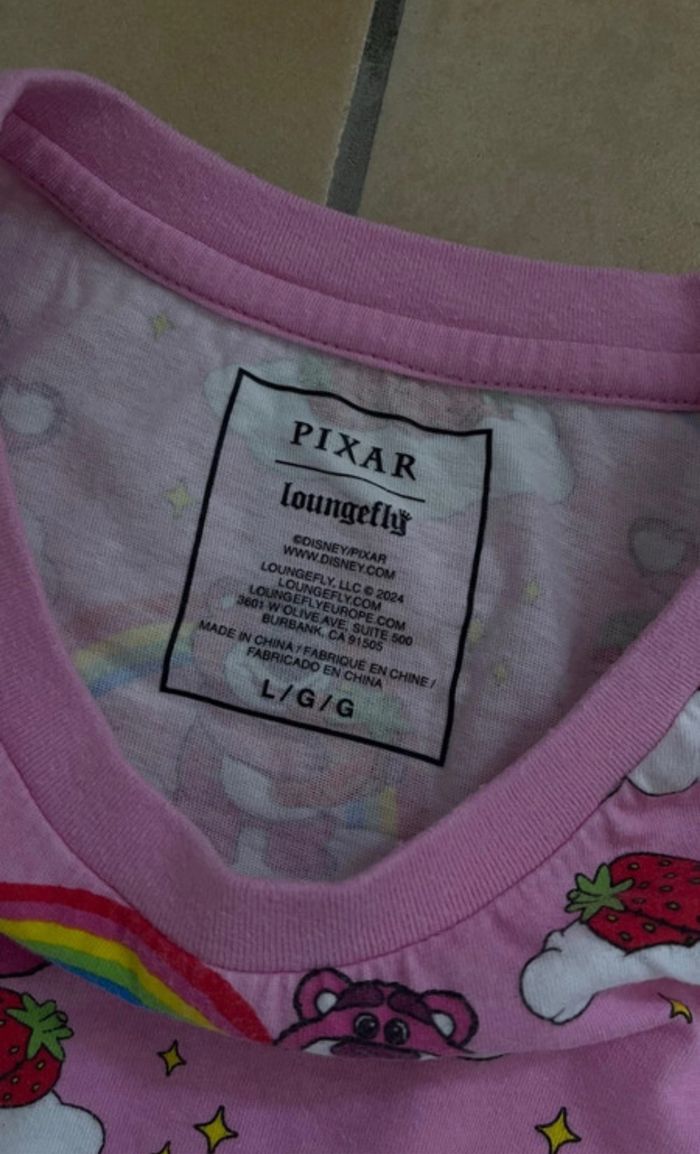 PIXAR
loungefly
©DISNEY/PIXAR
WWW.DISNEY.COM
LOUNGEFLY, LLC © 2024
LOUNGEFLY.COM
LOUNGEFLYEUROPE.COM
3601 W OLIVE AVE, SUITE 500
BURBANK, CA 91505
MADE IN CHINA / FABRIQUÉ EN CHINE /
FABRICADO EN CHINA
L/G/G